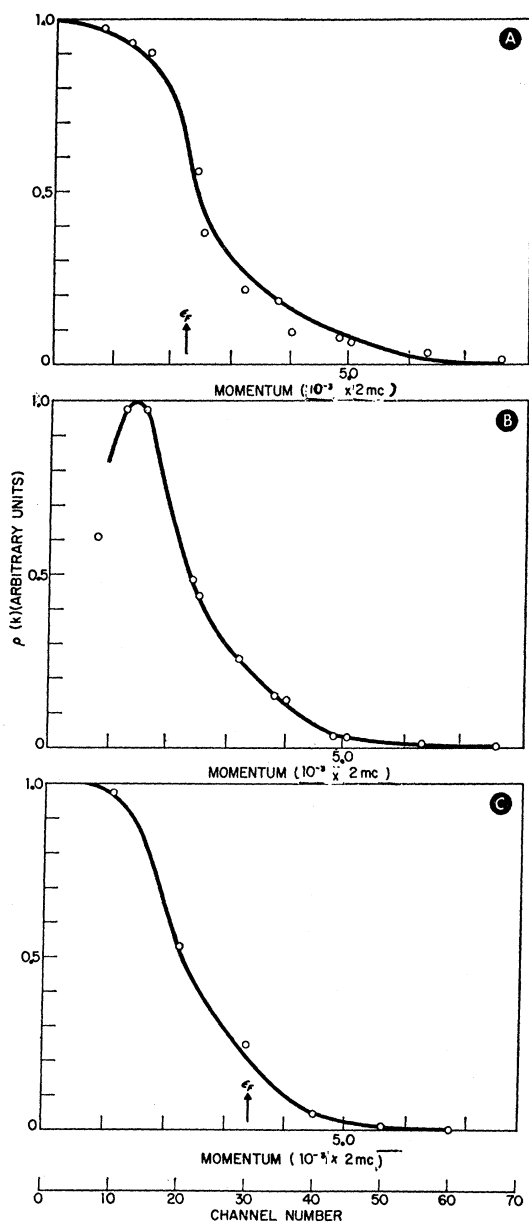 1.0
A
0.5
ϵF
0
5.0
MOMENTUM (10⁻³ x 2mc)
1.0
B
ρ (k)(ARBITRARY UNITS)
0.5
0
5.0
MOMENTUM (10⁻³ x 2mc)
1.0
C
0.5
ϵF
0
5.0
MOMENTUM (10⁻³ x 2mc)
0 10 20 30 40 50 60 70
CHANNEL NUMBER